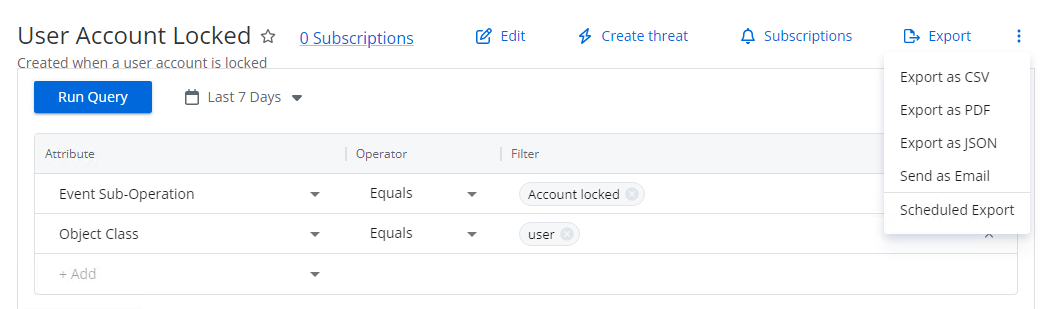 User Account Locked 0 Subscriptions Edit Create threat Subscriptions Export
Created when a user account is locked
Export as CSV
Run Query Last 7 Days
Export as PDF
Export as JSON
Attribute Operator Filter
Send as Email
Event Sub-Operation Equals Account locked
Scheduled Export
Object Class Equals user
+ Add